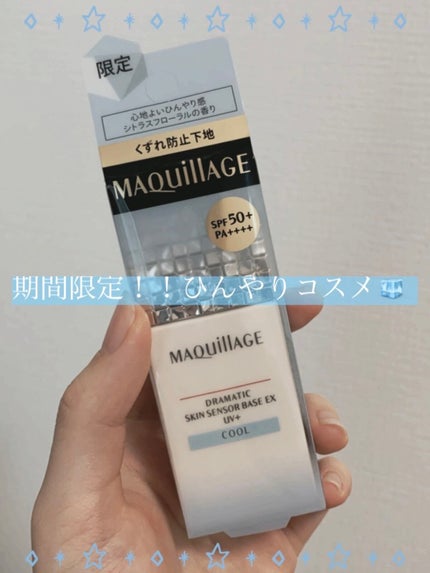 限定
心地よいひんやり感
シトラスフローラルの香り
くずれ防止下地
MAQuillAGE
SPF50+
PA++++
期間限定！！ひんやりコスメ🧊
MAQuillAGE
DRAMATIC
SKIN SENSOR BASE EX
UV+
COOL